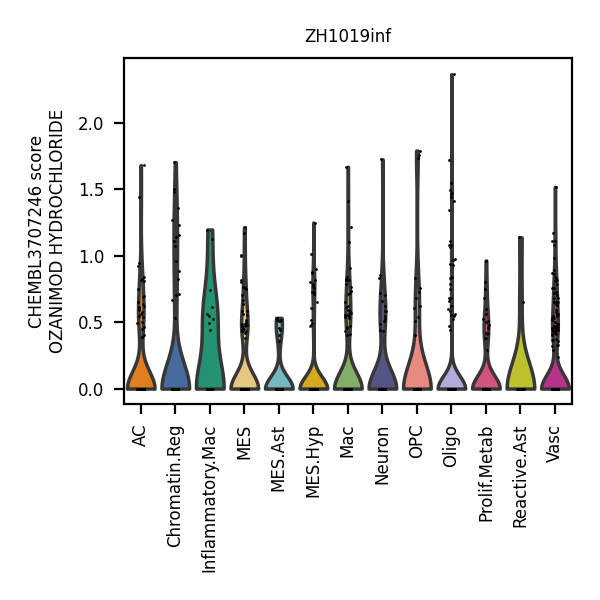 ZH1019inf
CHEMBL3707246 score
OZANIMOD HYDROCHLORIDE
2.0
1.5
1.0
0.5
0.0
AC
Chromatin.Reg
Inflammatory.Mac
MES
MES.Ast
MES.Hyp
Mac
Neuron
OPC
Oligo
Prolif.Metab
Reactive.Ast
Vasc